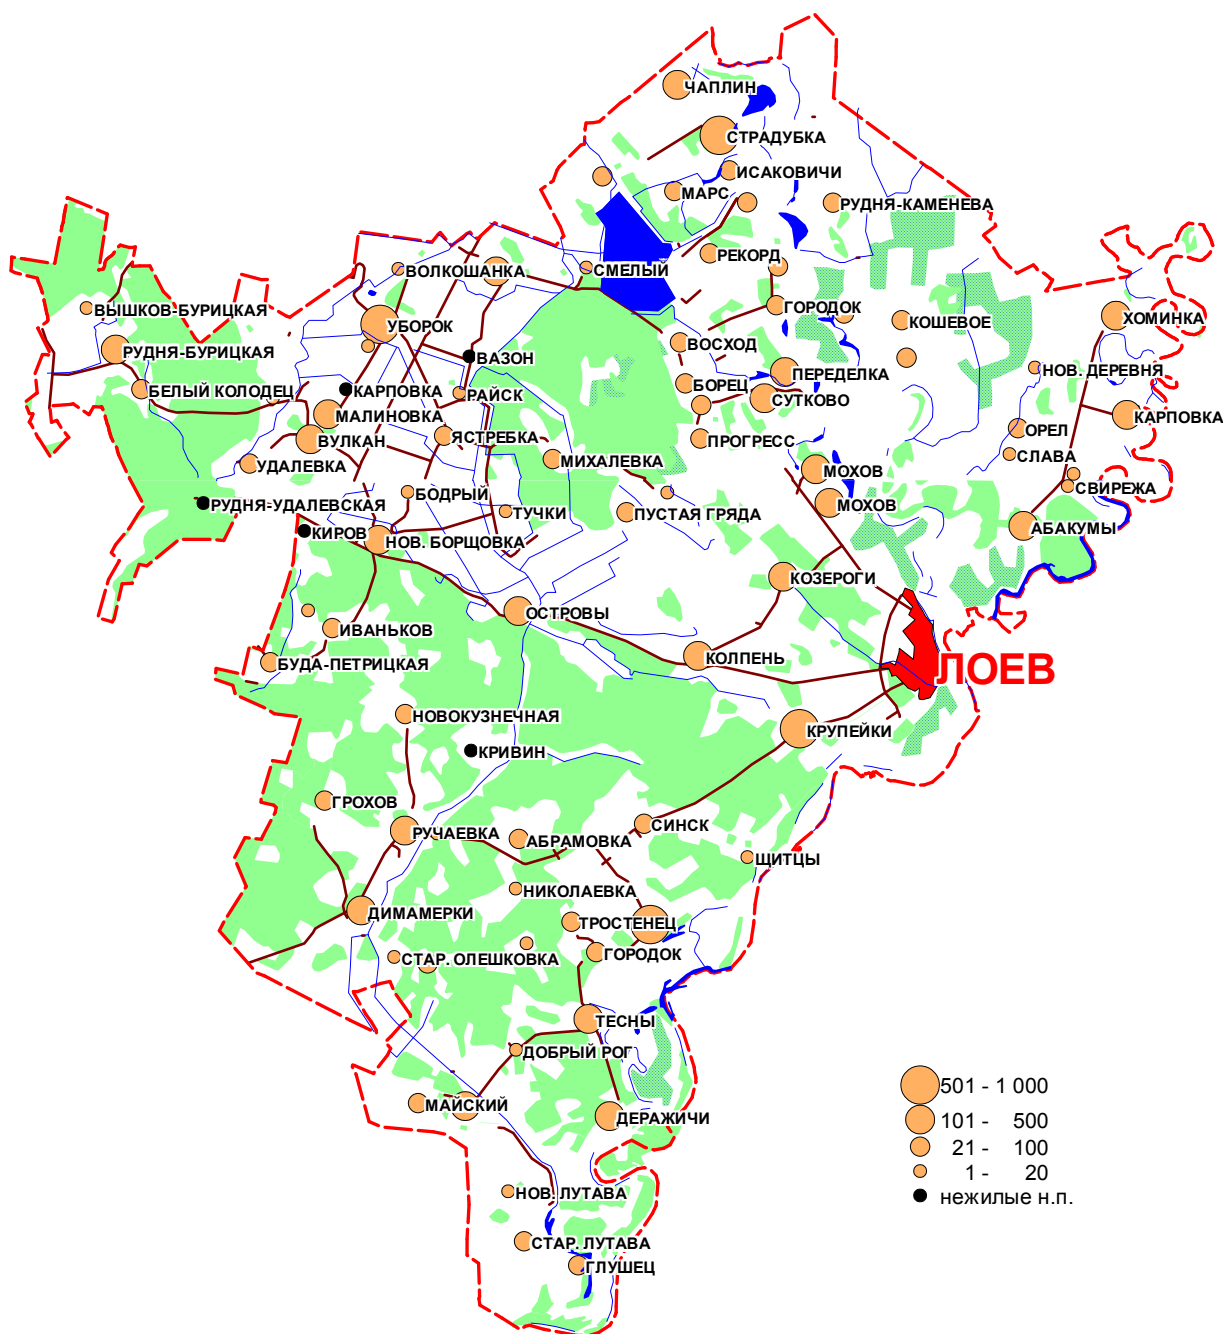 ЧАПЛИН
СТРАДУБКА
ИСАКОВИЧИ
МАРС
РУДНЯ-КАМЕНЕВА
РЕКОРД
ВОЛКОШАНКА
СМЕЛЫЙ
ВЫШКОВ-БУРИЦКАЯ
УБОРОК
ГОРОДОК
КОШЕВОЕ
ХОМИНКА
РУДНЯ-БУРИЦКАЯ
ВАЗОН
ВОСХОД
НОВ. ДЕРЕВНЯ
ПЕРЕДЕЛКА
БЕЛЫЙ КОЛОДЕЦ
КАРПОВКА
РАЙСК
БОРЕЦ
СУТКОВО
МАЛИНОВКА
КАРПОВКА
ВУЛКАН
ЯСТРЕБКА
ПРОГРЕСС
ОРЕЛ
УДАЛЕВКА
МИХАЛЕВКА
СЛАВА
МОХОВ
БОДРЫЙ
СВИРЕЖА
РУДНЯ-УДАЛЕВСКАЯ
ТУЧКИ
ПУСТАЯ ГРЯДА
МОХОВ
КИРОВ
НОВ. БОРЩОВКА
АБАКУМЫ
КОЗЕРОГИ
ОСТРОВЫ
ИВАНЬКОВ
БУДА-ПЕТРИЦКАЯ
КОЛПЕНЬ
ЛОЕВ
НОВОКУЗНЕЧНАЯ
КРУПЕЙКИ
КРИВИН
ГРОХОВ
РУЧАЕВКА
АБРАМОВКА
СИНСК
ЩИТЦЫ
НИКОЛАЕВКА
ДИМАМЕРКИ
ТРОСТЕНЕЦ
СТАР. ОЛЕШКОВКА
ГОРОДОК
ТЕСНЫ
ДОБРЫЙ РОГ
МАЙСКИЙ
ДЕРАЖИЧИ
НОВ. ЛУТАВА
СТАР. ЛУТАВА
ГЛУШЕЦ
501 - 1 000
101 - 500
21 - 100
1 - 20
нежилые н.п.